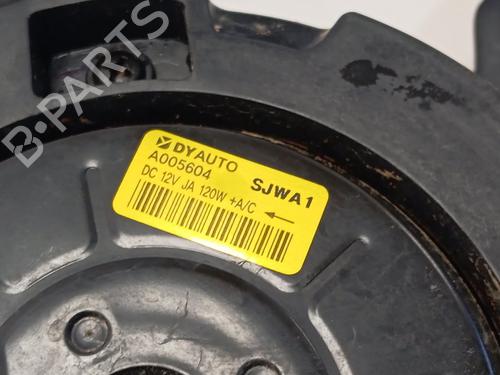 DYAUTO
A005604
DC 12V JA 120W +A/C
SJWA1
B-PARTS